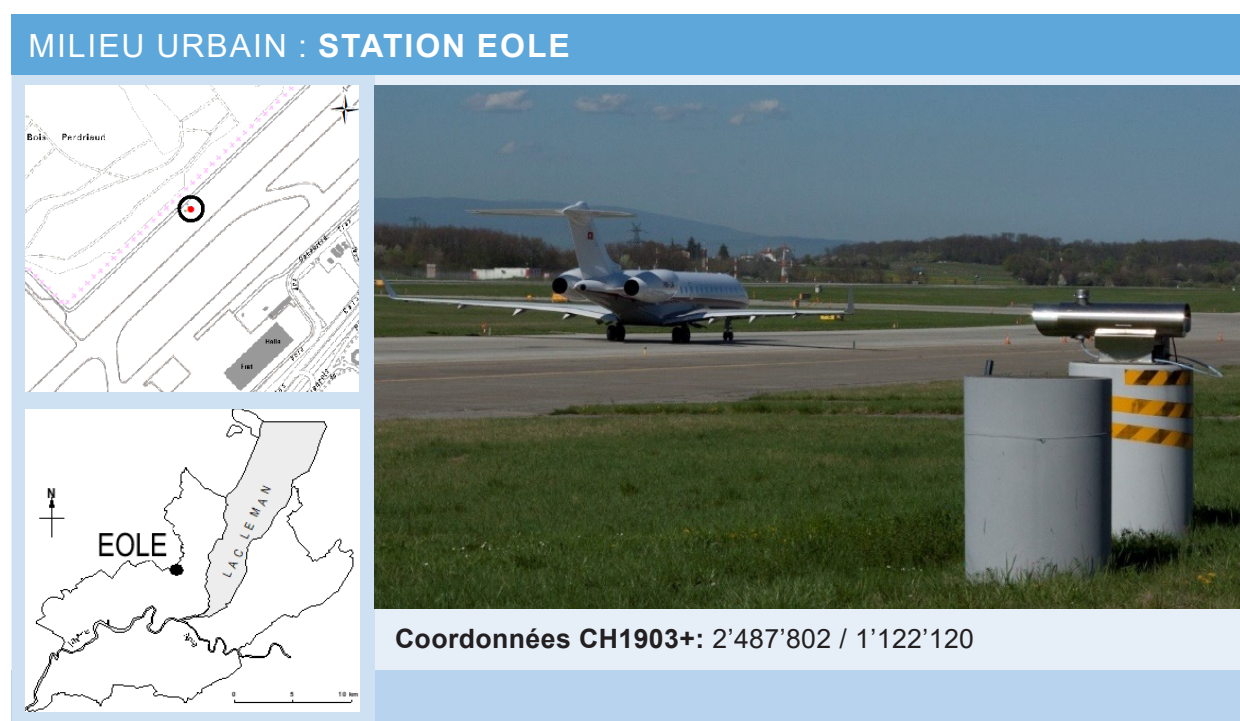 MILIEU URBAIN : STATION EOLE
Bois Perdriaud
Halle
Fret
N
EOLE
LAC LEMAN
0 5 10 km
Coordonnées CH1903+: 2'487'802 / 1'122'120